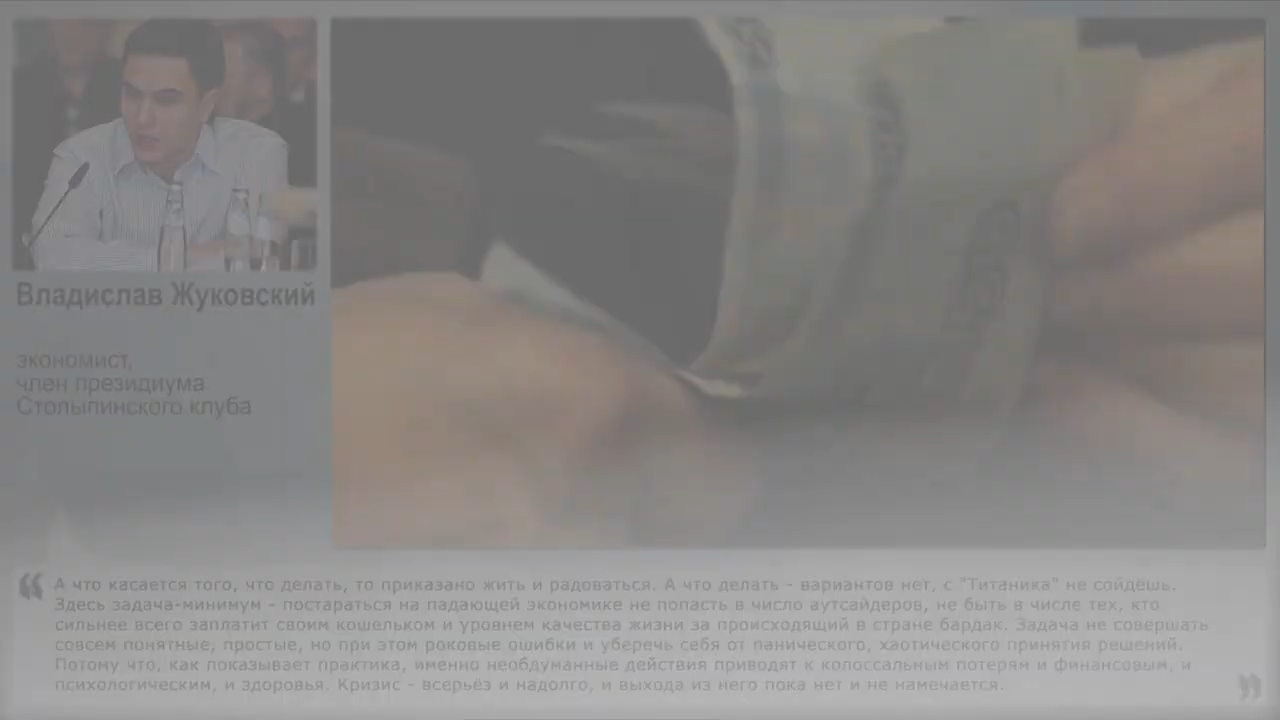 Владислав Жуковский
экономист,
член президиума
Столыпинского клуба
“ А что касается того, что делать, то приказано жить и радоваться. А что делать - вариантов нет, с "Титаника" не сойдёшь.
Здесь задача-минимум - постараться на падающей экономике не попасть в число аутсайдеров, не быть в числе тех, кто
сильнее всего заплатит своим кошельком и уровнем качества жизни за происходящий в стране бардак. Задача не совершать
совсем понятные, простые, но при этом роковые ошибки и уберечь себя от панического, хаотического принятия решений.
Потому что, как показывает практика, именно необдуманные действия приводят к колоссальным потерям и финансовым, и
психологическим, и здоровья. Кризис - всерьёз и надолго, и выхода из него пока нет и не намечается. ”